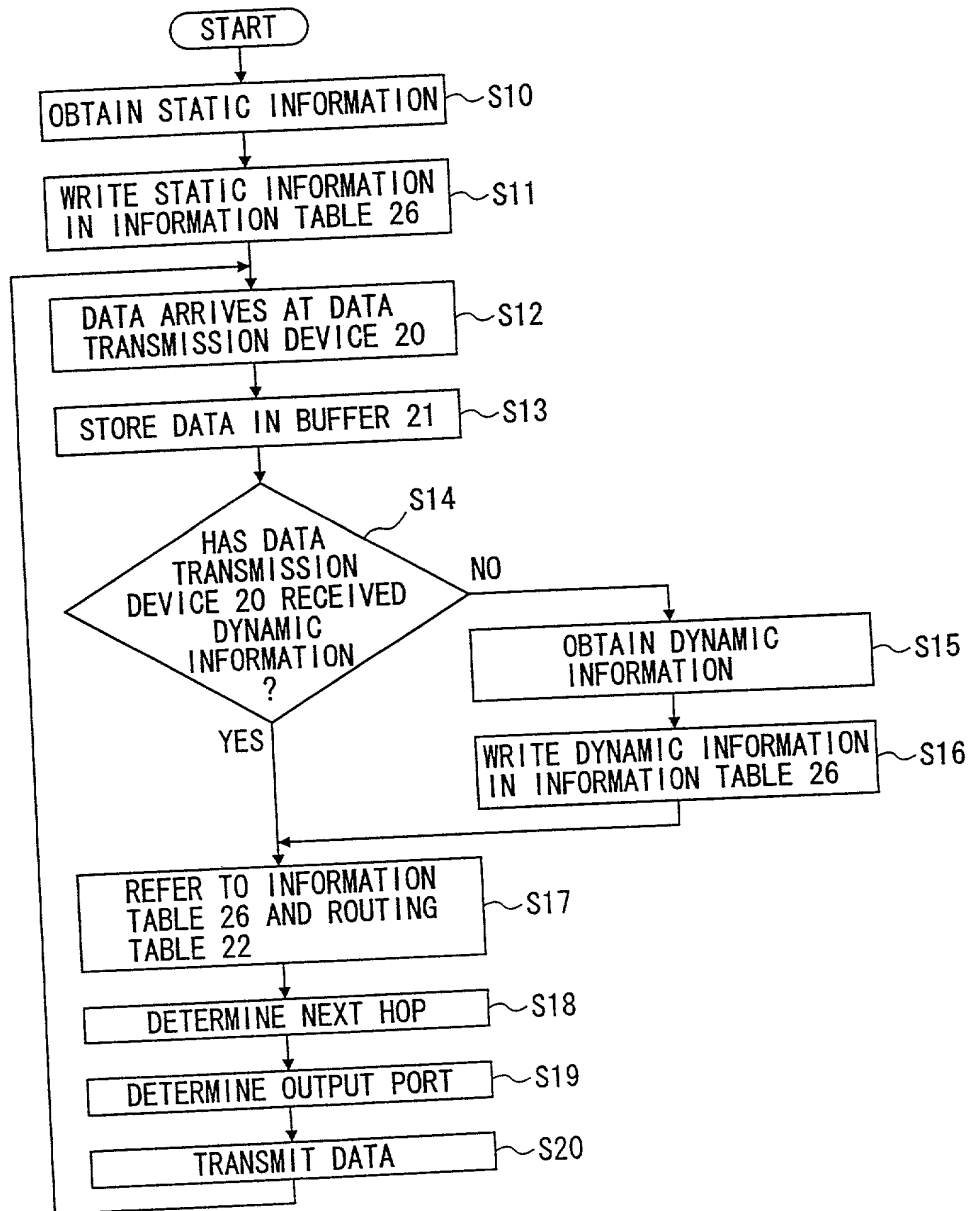 START
OBTAIN STATIC INFORMATION
S10
WRITE STATIC INFORMATION
IN INFORMATION TABLE 26
S11
DATA ARRIVES AT DATA
TRANSMISSION DEVICE 20
S12
STORE DATA IN BUFFER 21
S13
S14
HAS DATA
TRANSMISSION
DEVICE 20 RECEIVED
DYNAMIC
INFORMATION
?
NO
OBTAIN DYNAMIC
INFORMATION
S15
YES
WRITE DYNAMIC INFORMATION
IN INFORMATION TABLE 26
S16
REFER TO INFORMATION
TABLE 26 AND ROUTING
TABLE 22
S17
DETERMINE NEXT HOP
S18
DETERMINE OUTPUT PORT
S19
TRANSMIT DATA
S20